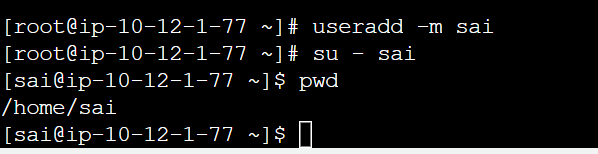 [root@ip-10-12-1-77 ~]# useradd -m sai
[root@ip-10-12-1-77 ~]# su - sai
[sai@ip-10-12-1-77 ~]$ pwd
/home/sai
[sai@ip-10-12-1-77 ~]$